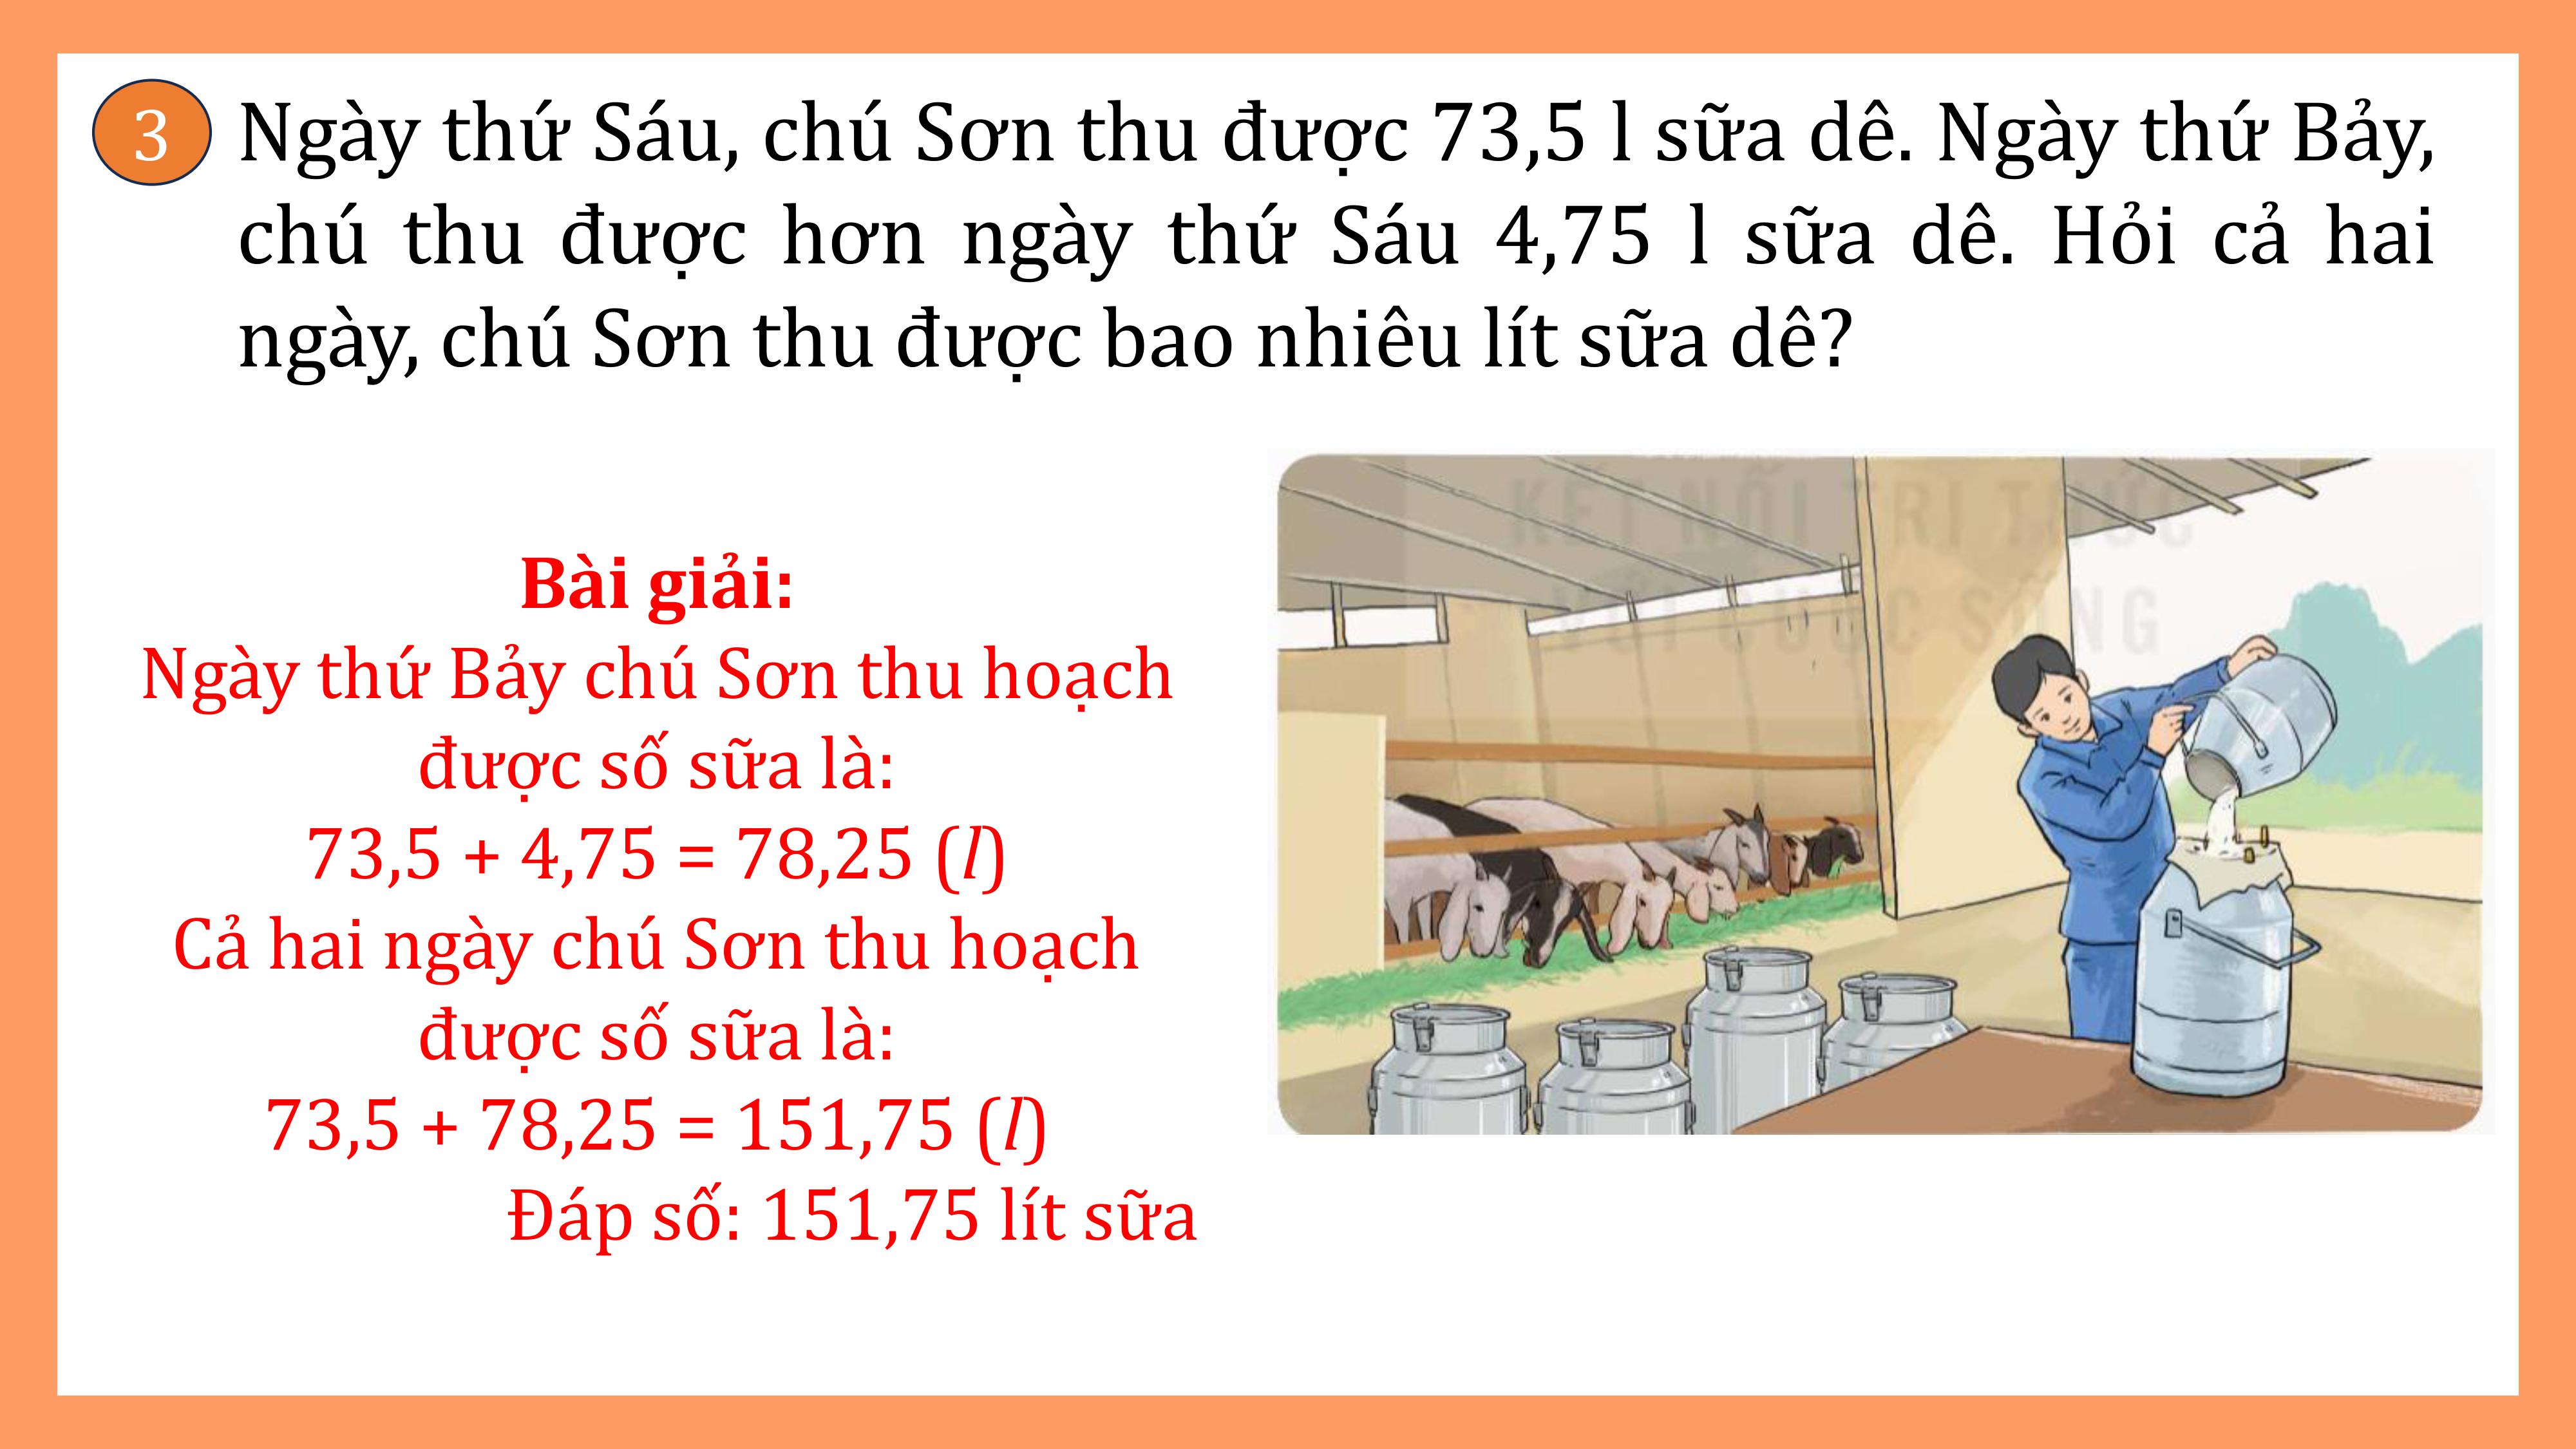 3
Ngày thứ Sáu, chú Sơn thu được 73,5 l sữa dê. Ngày thứ Bảy,
chú thu được hơn ngày thứ Sáu 4,75 l sữa dê. Hỏi cả hai
ngày, chú Sơn thu được bao nhiêu lít sữa dê?
KẾT NỐI TRI THỨC
VỚI CUỘC SỐNG
Bài giải:
Ngày thứ Bảy chú Sơn thu hoạch
được số sữa là:
73,5 + 4,75 = 78,25 (l)
Cả hai ngày chú Sơn thu hoạch
được số sữa là:
73,5 + 78,25 = 151,75 (l)
Đáp số: 151,75 lít sữa